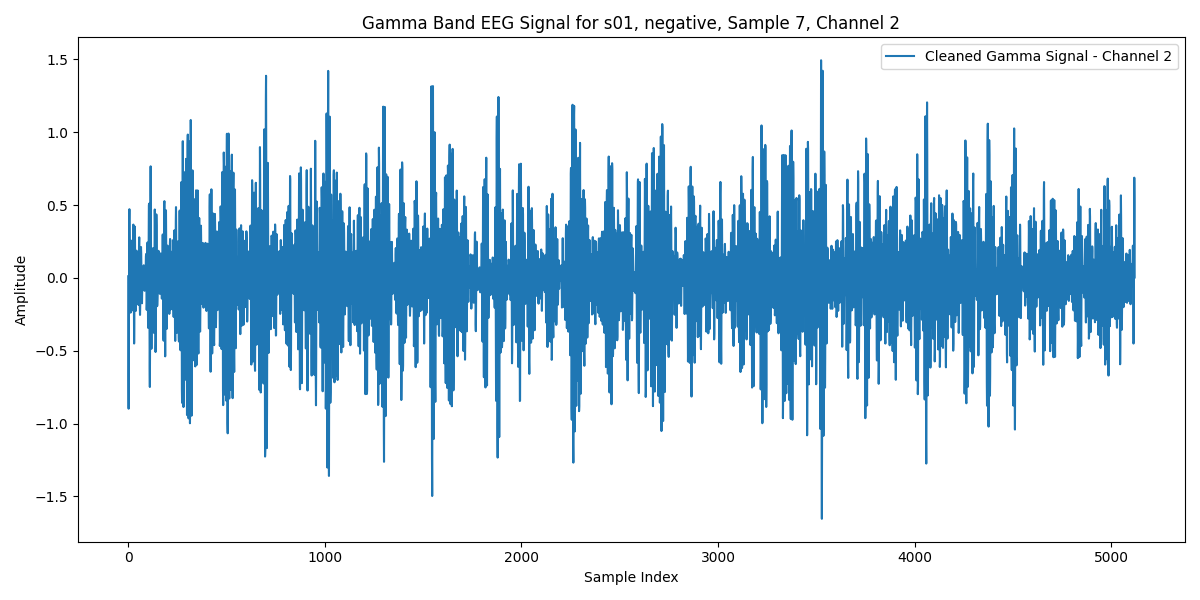 Gamma Band EEG Signal for s01, negative, Sample 7, Channel 2
Cleaned Gamma Signal - Channel 2
Amplitude
1.5
1.0
0.5
0.0
−0.5
−1.0
−1.5
0 1000 2000 3000 4000 5000
Sample Index